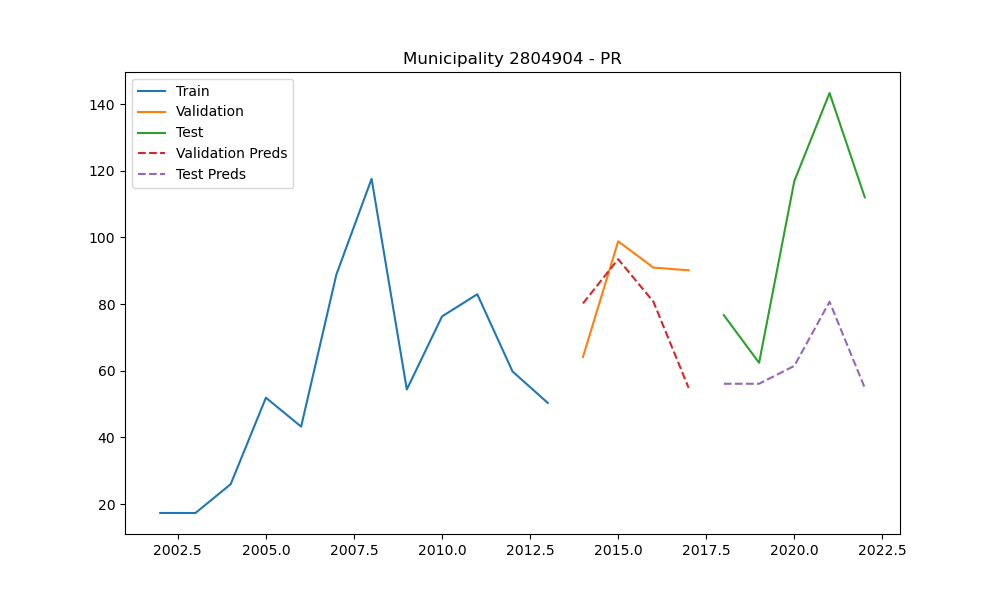 Municipality 2804904 - PR
Train
Validation
Test
Validation Preds
Test Preds
140
120
100
80
60
40
20
2002.5 2005.0 2007.5 2010.0 2012.5 2015.0 2017.5 2020.0 2022.5